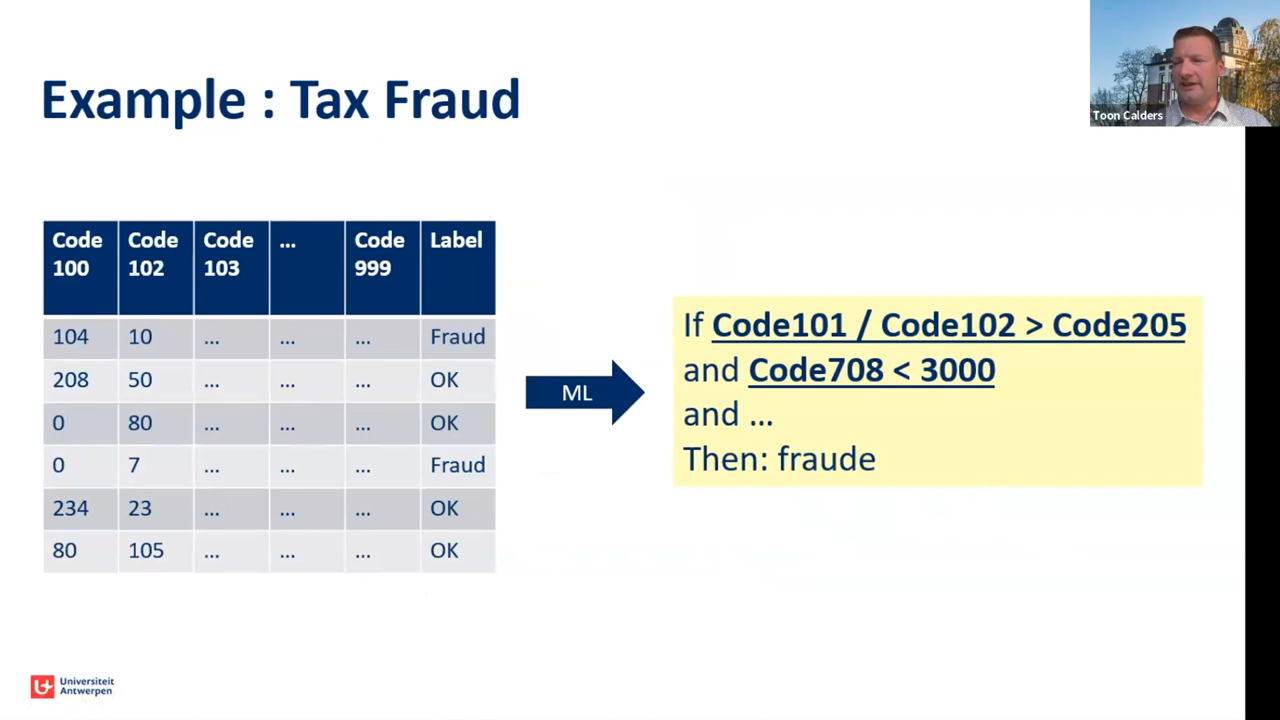 Example : Tax Fraud
Toon Calders
Code 100 Code 102 Code 103 ... Code 999 Label
104 10 ... ... ... Fraud
208 50 ... ... ... OK
0 80 ... ... ... OK
0 7 ... ... ... Fraud
234 23 ... ... ... OK
80 105 ... ... ... OK
ML
If Code101 / Code102 > Code205
and Code708 < 3000
and ...
Then: fraude
Universiteit
Antwerpen